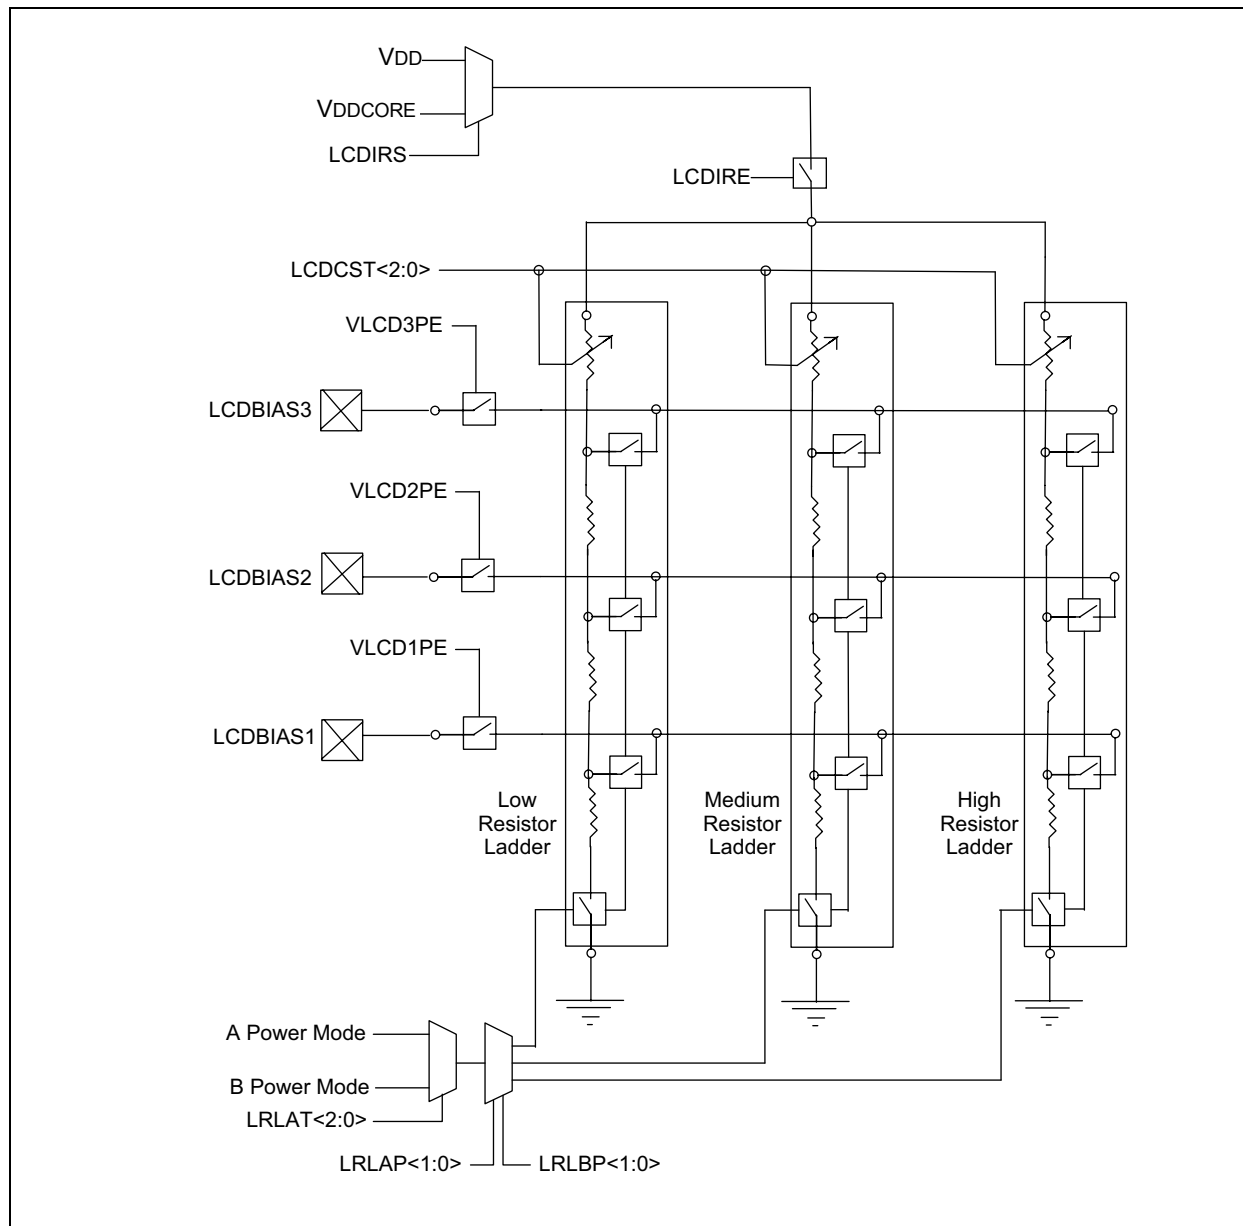 VDD
VDDCORE
LCDIRS
LCDIRE
LCDCST<2:0>
VLCD3PE
LCDBIAS3
VLCD2PE
LCDBIAS2
VLCD1PE
LCDBIAS1
Low
Resistor
Ladder
Medium
Resistor
Ladder
High
Resistor
Ladder
A Power Mode
B Power Mode
LRLAT<2:0>
LRLAP<1:0>
LRLBP<1:0>